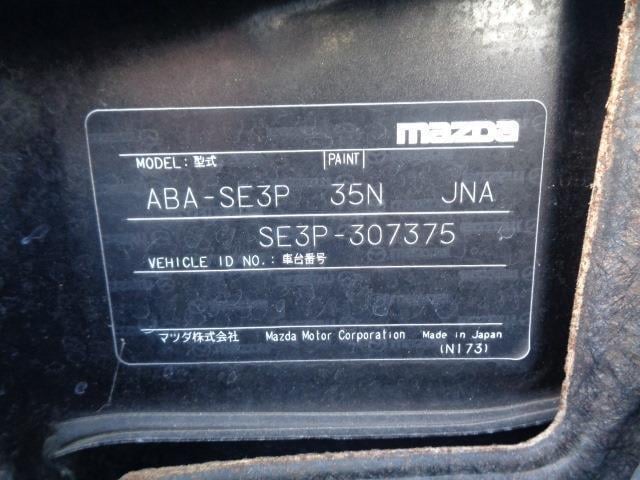 mazda
MODEL: 型式 PAINT
ABA-SE3P 35N JNA
SE3P-307375
VEHICLE ID NO.: 車台番号
マツダ株式会社 Mazda Motor Corporation Made in Japan
(N173)